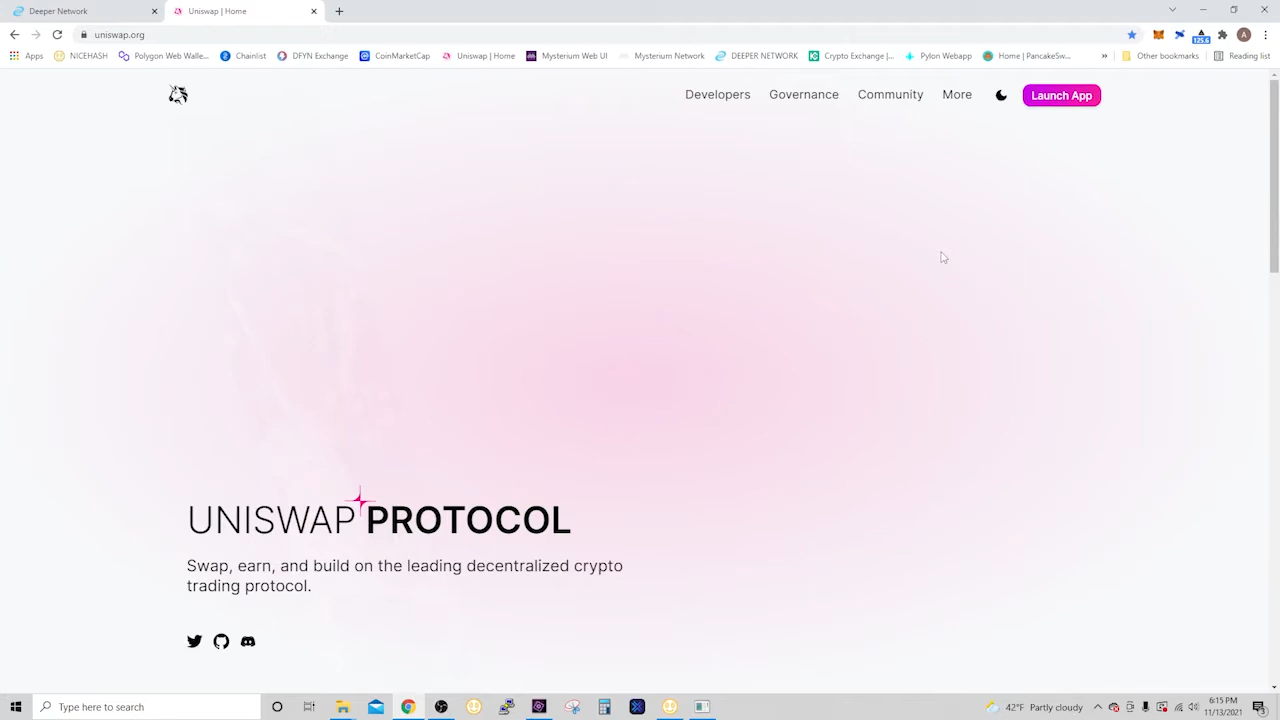 Deeper Network
Uniswap | Home
uniswap.org
Apps
NICEHASH
Polygon Web Walle...
Chainlist
DFYN Exchange
CoinMarketCap
Uniswap | Home
Mysterium Web UI
Mysterium Network
DEEPER NETWORK
Crypto Exchange |...
Pylon Webapp
Home | PancakeSw...
»
Other bookmarks
Reading list
125.6
A
Developers
Governance
Community
More
Launch App
UNISWAP PROTOCOL
Swap, earn, and build on the leading decentralized crypto
trading protocol.
Type here to search
42°F Partly cloudy
6:15 PM
11/13/2021